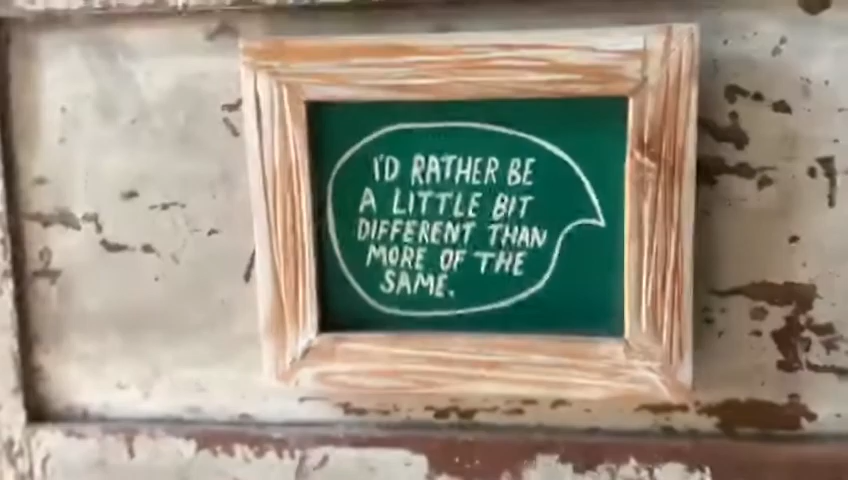 I'D RATHER BE
A LITTLE BIT
DIFFERENT THAN
MORE OF THE
SAME.